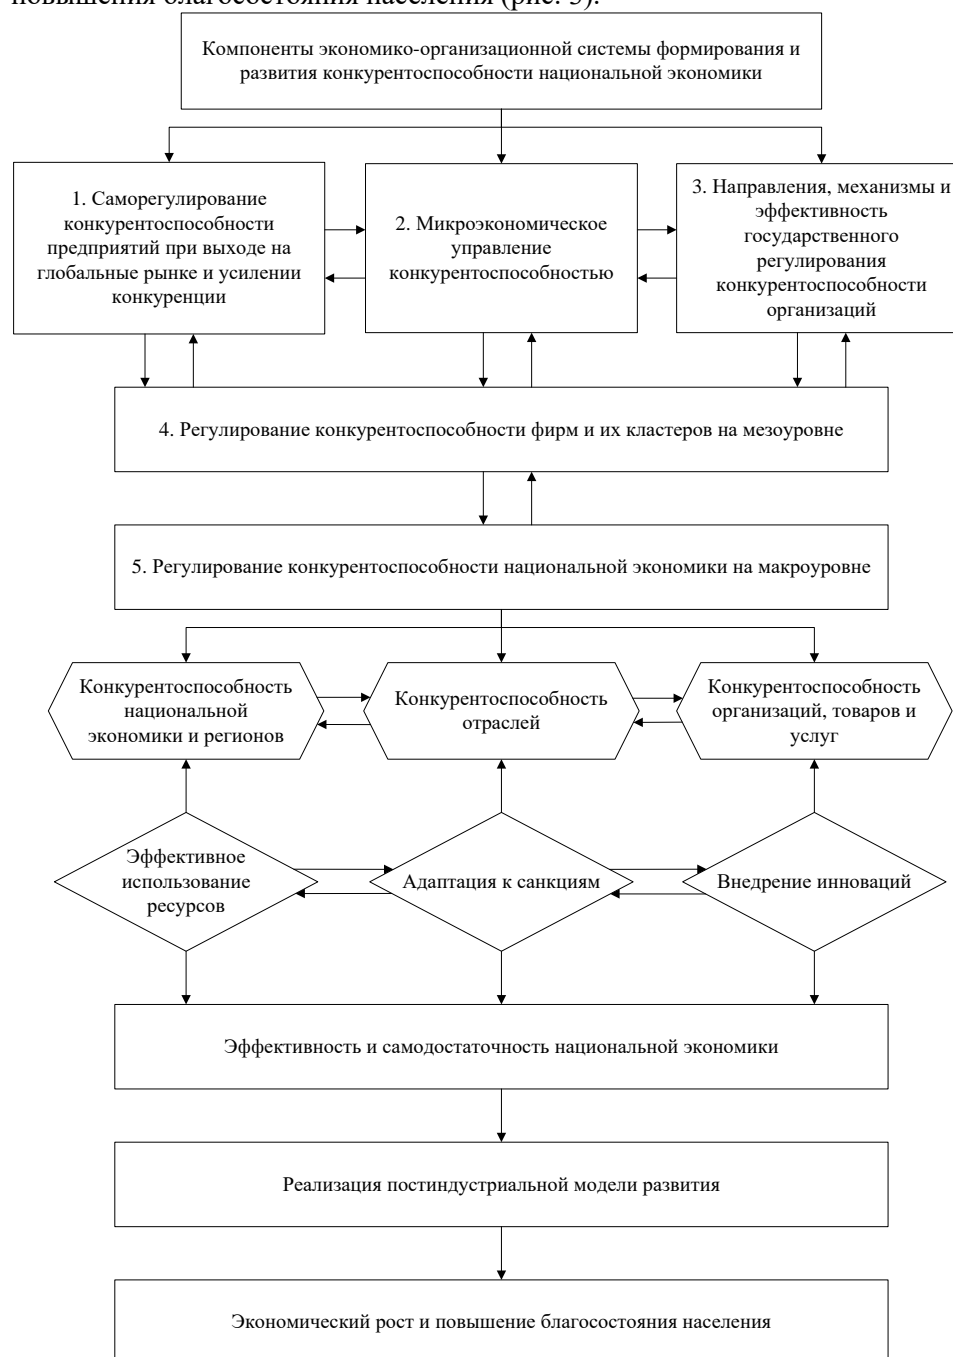 повышения благосостояния населения (рис. 3).
Компоненты экономико-организационной системы формирования и
развития конкурентоспособности национальной экономики
1. Саморегулирование
конкурентоспособности
предприятий при выходе на
глобальные рынке и усилении
конкуренции
2. Микроэкономическое
управление
конкурентоспособностью
3. Направления, механизмы и
эффективность
государственного
регулирования
конкурентоспособности
организаций
4. Регулирование конкурентоспособности фирм и их кластеров на мезоуровне
5. Регулирование конкурентоспособности национальной экономики на макроуровне
Конкурентоспособность
национальной
экономики и регионов
Конкурентоспособность
отраслей
Конкурентоспособность
организаций, товаров и
услуг
Эффективное
использование
ресурсов
Адаптация к санкциям
Внедрение инноваций
Эффективность и самодостаточность национальной экономики
Реализация постиндустриальной модели развития
Экономический рост и повышение благосостояния населения